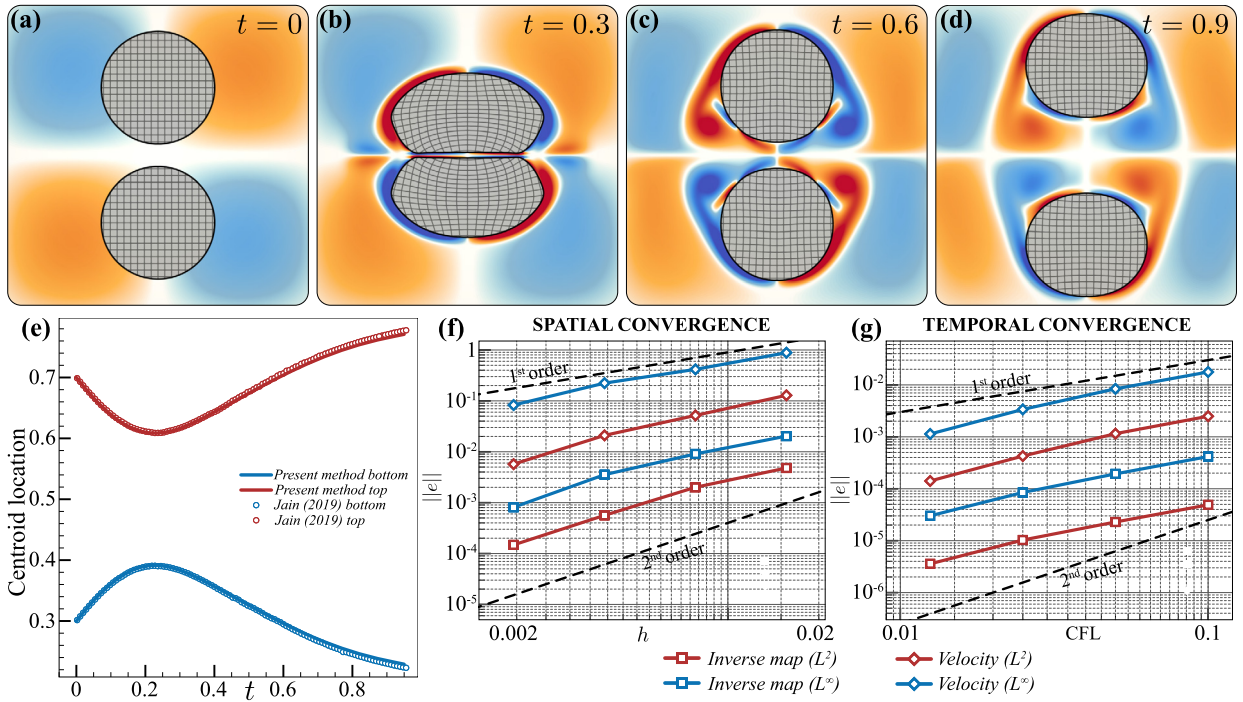 (a) t = 0
(b) t = 0.3
(c) t = 0.6
(d) t = 0.9
(e)
Centroid location
0.7
0.6
0.5
0.4
0.3
0
0.2
0.4
0.6
0.8
t
Present method bottom
Present method top
Jain (2019) bottom
Jain (2019) top
(f) SPATIAL CONVERGENCE
||e||
1
10⁻¹
10⁻²
10⁻³
10⁻⁴
10⁻⁵
1ˢᵗ order
2ⁿᵈ order
0.002
h
0.02
(g) TEMPORAL CONVERGENCE
||e||
10⁻²
10⁻³
10⁻⁴
10⁻⁵
10⁻⁶
1ˢᵗ order
2ⁿᵈ order
0.01
CFL
0.1
Inverse map (L²)
Inverse map (L∞)
Velocity (L²)
Velocity (L∞)